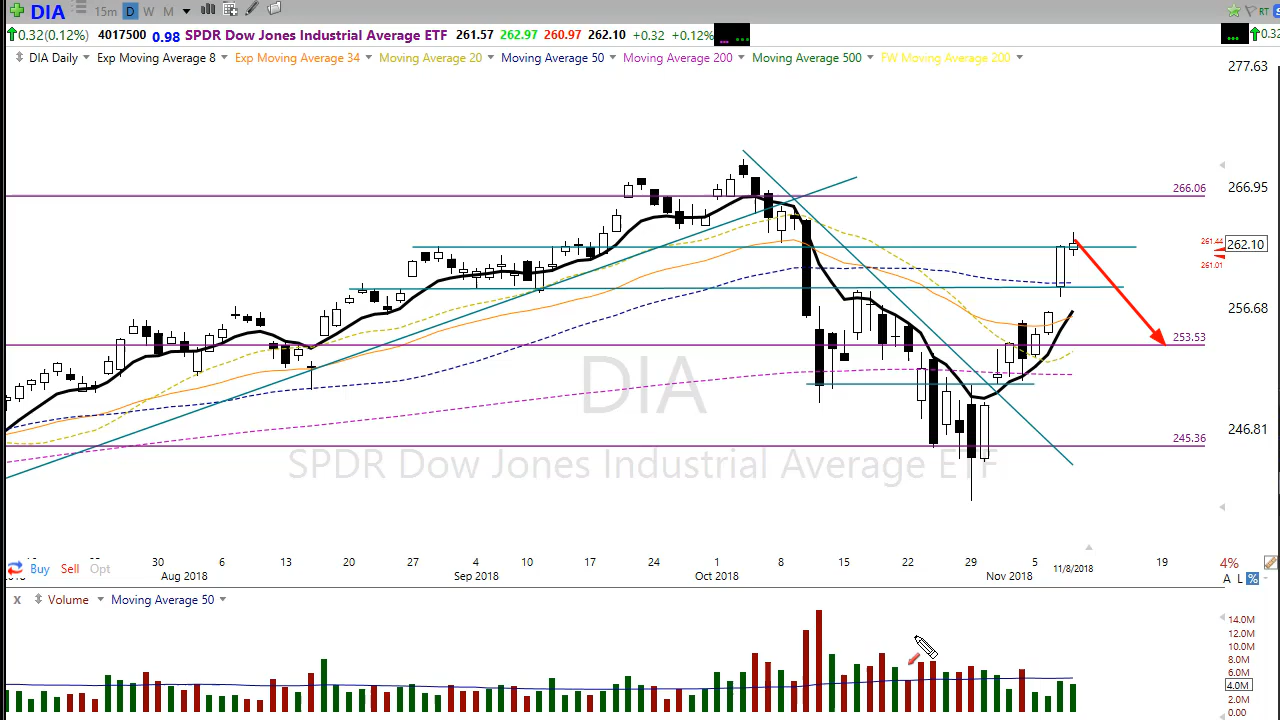 DIA 15m D W M
0.32(0.12%) 4017500 0.98 SPDR Dow Jones Industrial Average ETF 261.57 262.97 260.97 262.10 +0.32 +0.12% RT
DIA Daily Exp Moving Average 8 Exp Moving Average 34 Moving Average 20 Moving Average 50 Moving Average 200 Moving Average 500 FW Moving Average 200
277.63
266.06 266.95
261.44 262.10
261.01
256.68
253.53
DIA
246.81
245.36
SPDR Dow Jones Industrial Average ETF
30 6 13 20 27 4 10 17 24 1 8 15 22 29 5 19 4%
Buy Sell Opt Aug 2018 Sep 2018 Oct 2018 Nov 2018 11/8/2018 A L %
X Volume Moving Average 50
14.0M
12.0M
10.0M
8.0M
6.0M
4.0M
2.0M
0.00